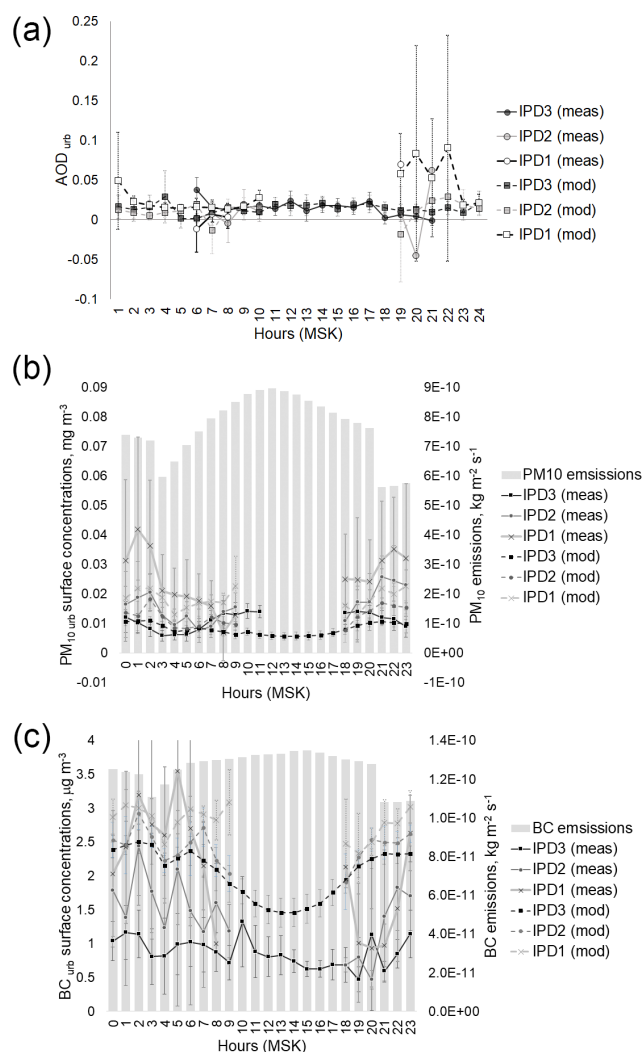 (a)
0.25
0.2
0.15
0.1
0.05
0
-0.05
-0.1
AOD urb
1 2 3 4 5 6 7 8 9 10 11 12 13 14 15 16 17 18 19 20 21 22 23 24
Hours (MSK)
IPD3 (meas)
IPD2 (meas)
IPD1 (meas)
IPD3 (mod)
IPD2 (mod)
IPD1 (mod)
(b)
0.09
0.08
0.07
0.06
0.05
0.04
0.03
0.02
0.01
0
-0.01
PM10 urb surface concentrations, mg m-3
0 1 2 3 4 5 6 7 8 9 10 11 12 13 14 15 16 17 18 19 20 21 22 23
Hours (MSK)
9E-10
8E-10
7E-10
6E-10
5E-10
4E-10
3E-10
2E-10
1E-10
0E+00
-1E-10
PM10 emissions, kg m-2 s-1
PM10 emsissions
IPD3 (meas)
IPD2 (meas)
IPD1 (meas)
IPD3 (mod)
IPD2 (mod)
IPD1 (mod)
(c)
4
3.5
3
2.5
2
1.5
1
0.5
0
BCurb surface concentrations, μg m-3
0 1 2 3 4 5 6 7 8 9 10 11 12 13 14 15 16 17 18 19 20 21 22 23
Hours (MSK)
1.4E-10
1.2E-10
1.0E-10
8.0E-11
6.0E-11
4.0E-11
2.0E-11
0.0E+00
BC emissions, kg m-2 s-1
BC emsissions
IPD3 (meas)
IPD2 (meas)
IPD1 (meas)
IPD3 (mod)
IPD2 (mod)
IPD1 (mod)